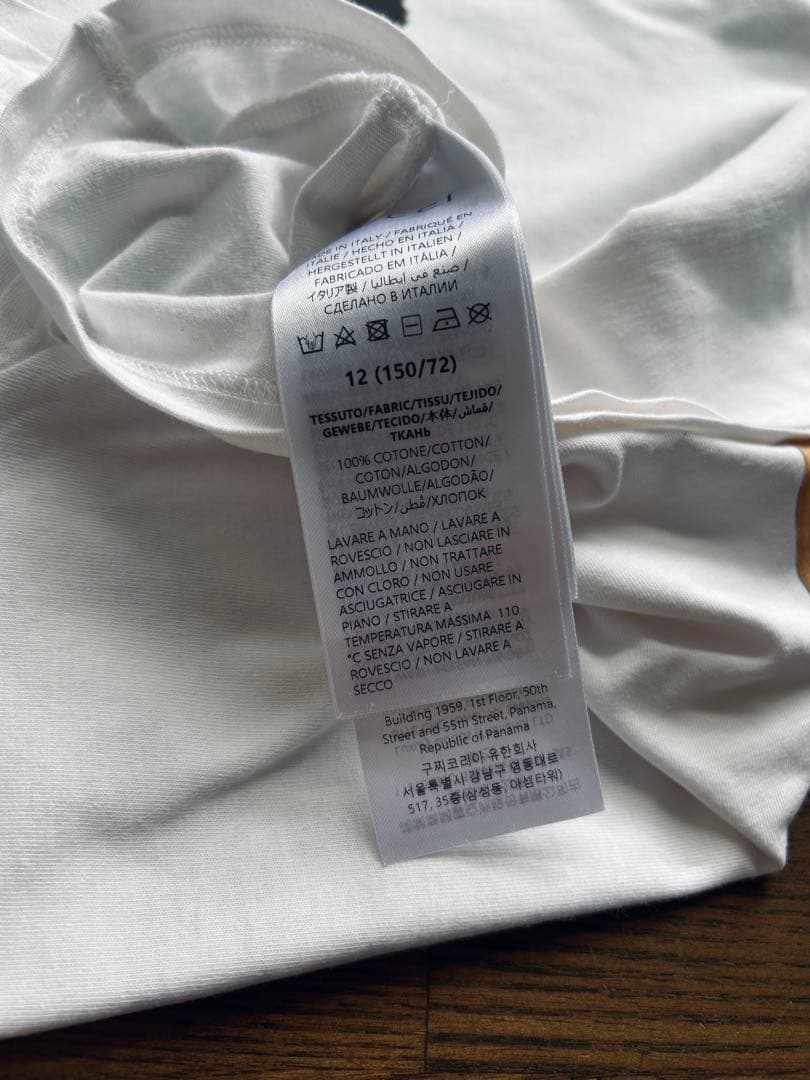 MADE IN ITALY / FABRIQUÉ EN
ITALIE / HECHO EN ITALIA /
HERGESTELLT IN ITALIEN /
FABRICADO EM ITÁLIA /
イタリア製 / صنع في ايطاليا /
СДЕЛАНО В ИТАЛИИ
12 (150/72)
TESSUTO/FABRIC/TISSU/TEJIDO/
GEWEBE/TECIDO/本体/قماش/
ТКАНЬ
100% COTONE/COTTON/
COTON/ALGODON/
BAUMWOLLE/ALGODÃO/
コットン/قطن/ХЛОПОК
LAVARE A MANO / LAVARE A
ROVESCIO / NON LASCIARE IN
AMMOLLO / NON TRATTARE
CON CLORO / NON USARE
ASCIUGATRICE / ASCIUGARE IN
PIANO / STIRARE A
TEMPERATURA MASSIMA 110
°C SENZA VAPORE / STIRARE A
ROVESCIO / NON LAVARE A
SECCO
Building 1959, 1st Floor, 50th
Street and 55th Street, Panama,
Republic of Panama
구찌코리아 유한회사
서울특별시 강남구 영동대로
517, 35층(삼성동, 아셈타워)